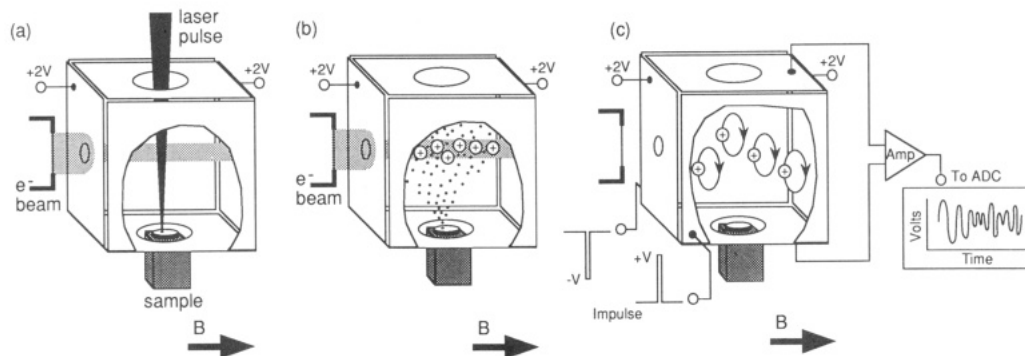 (a)
laser
pulse
+2V
+2V
e-
beam
sample
B
(b)
+2V
+2V
e-
beam
B
(c)
+2V
+2V
Amp
To ADC
Volts
Time
-V
+V
Impulse
B